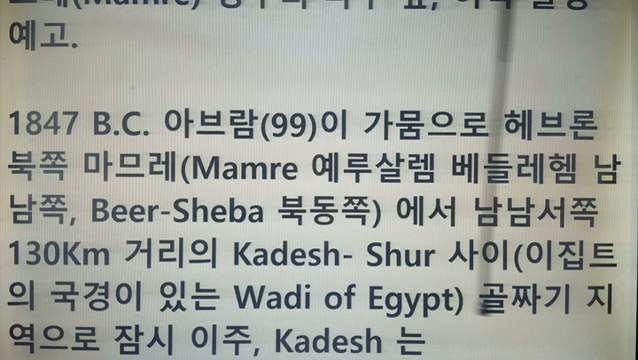 예고.
1847 B.C. 아브람(99)이 가뭄으로 헤브론
북쪽 마므레(Mamre 예루살렘 베들레헴 남
남쪽, Beer-Sheba 북동쪽) 에서 남남서쪽
130Km 거리의 Kadesh- Shur 사이(이집트
의 국경이 있는 Wadi of Egypt) 골짜기 지
역으로 잠시 이주, Kadesh 는